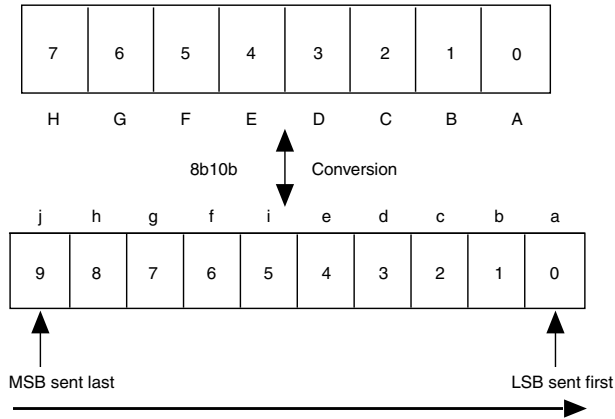 7 6 5 4 3 2 1 0
H G F E D C B A
8b10b Conversion
j h g f i e d c b a
9 8 7 6 5 4 3 2 1 0
MSB sent last LSB sent first